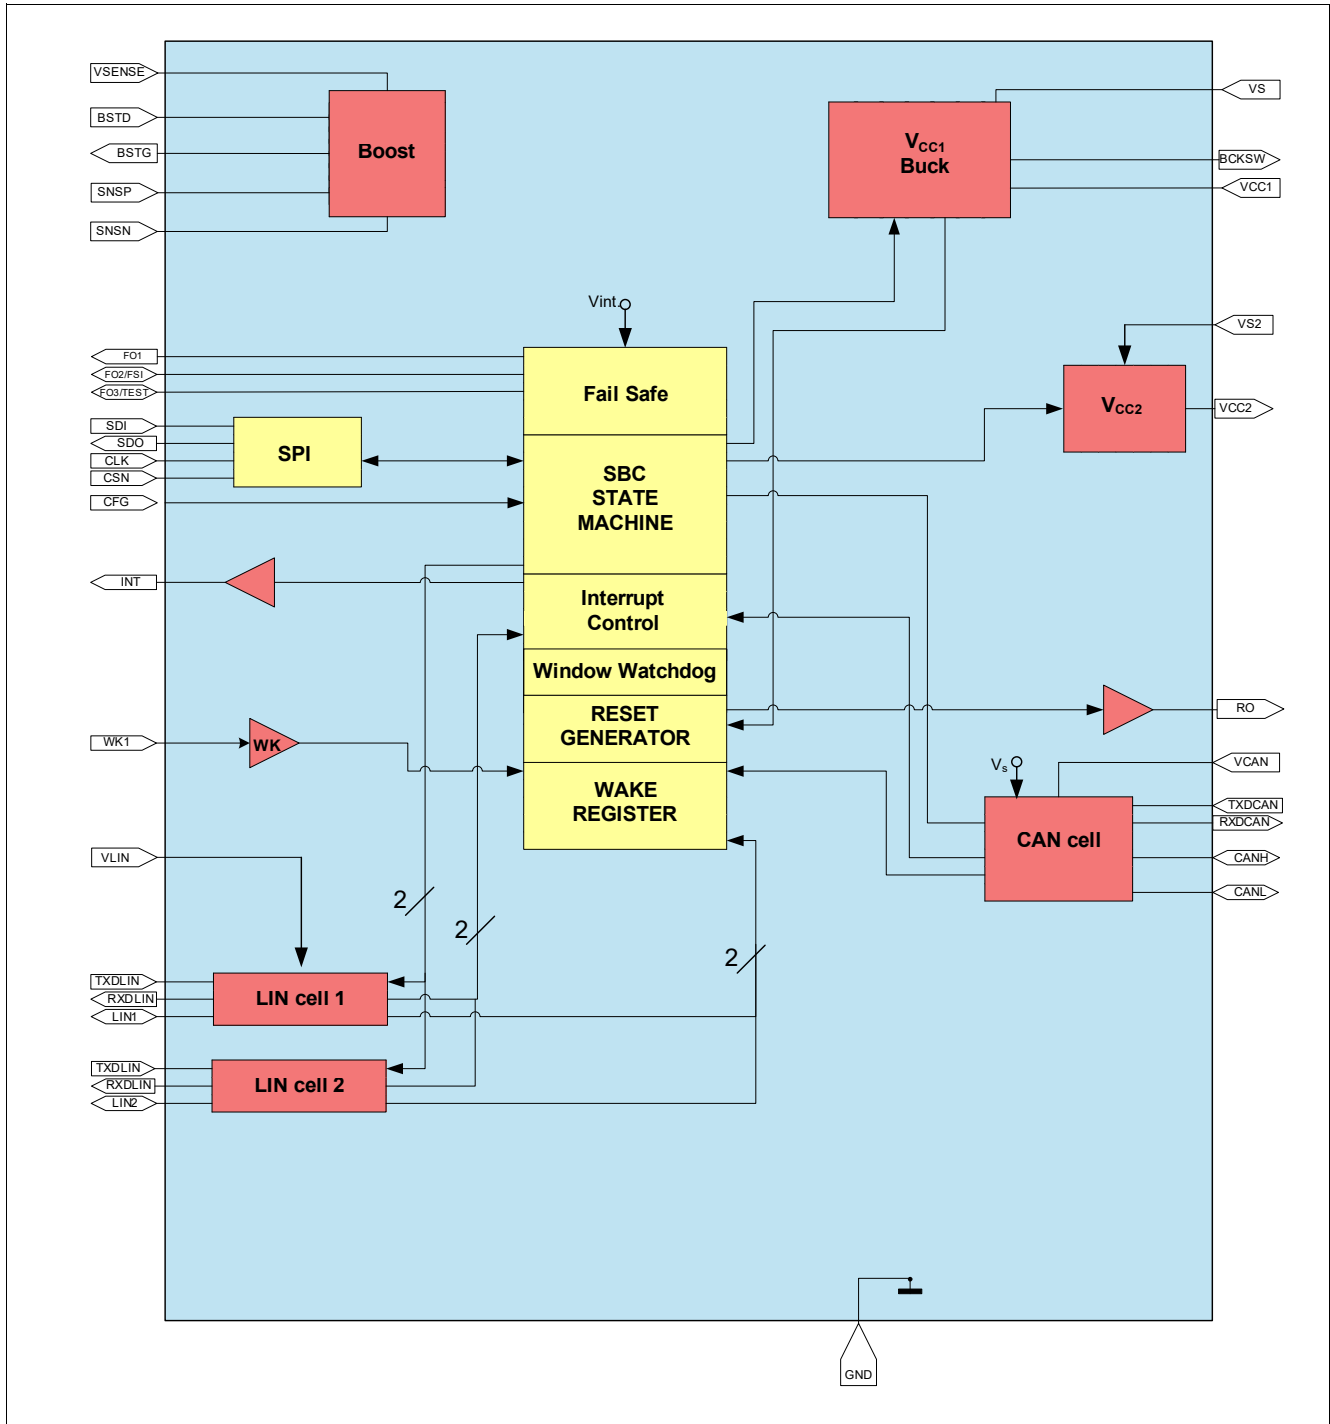 VSENSE
BSTD
BSTG
SNSP
SNSN
Boost
VCC1
Buck
VS
BCKSW
VCC1
Vint.
VS2
VCC2
VCC2
FO1
FO2/FSI
FO3/TEST
Fail Safe
SDI
SDO
CLK
CSN
SPI
CFG
SBC
STATE
MACHINE
INT
Interrupt
Control
Window Watchdog
RESET
GENERATOR
RO
WK1
WK
WAKE
REGISTER
Vs
VCAN
TXDCAN
RXDCAN
CANH
CANL
CAN cell
VLIN
2
2
2
TXDLIN
RXDLIN
LIN1
LIN cell 1
TXDLIN
RXDLIN
LIN2
LIN cell 2
GND